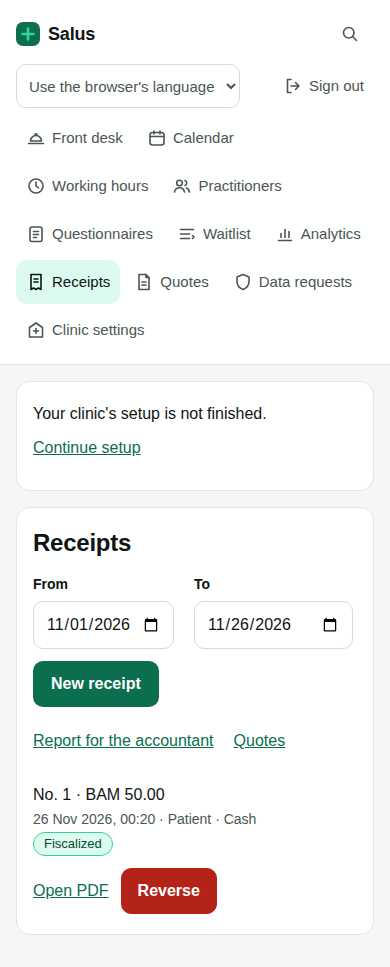 Salus
Use the browser's language
Sign out
Front desk Calendar
Working hours Practitioners
Questionnaires Waitlist Analytics
Receipts Quotes Data requests
Clinic settings
Your clinic's setup is not finished.
Continue setup
Receipts
From To
11/01/2026 11/26/2026
New receipt
Report for the accountant Quotes
No. 1 · BAM 50.00
26 Nov 2026, 00:20 · Patient · Cash
Fiscalized
Open PDF Reverse